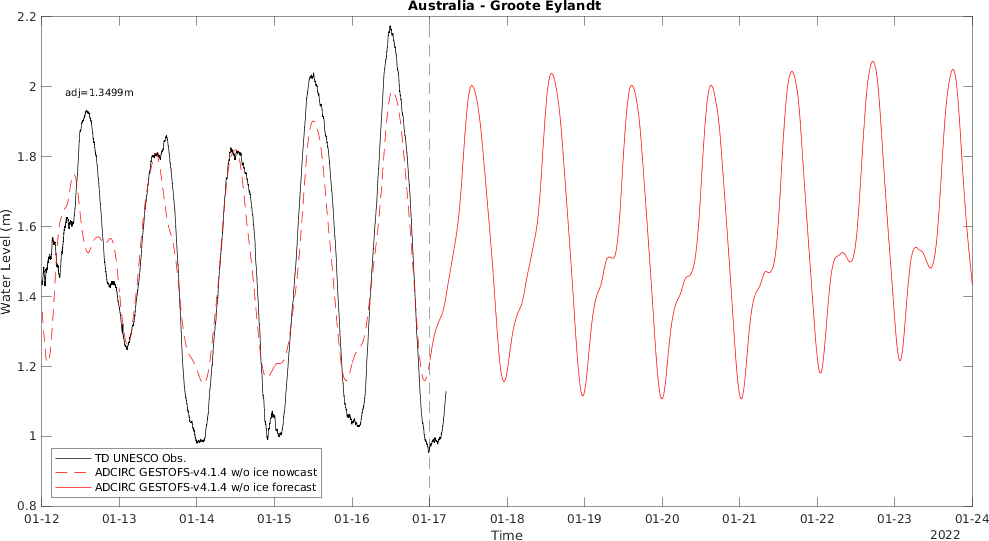 Australia - Groote Eylandt
2.2
2
1.8
1.6
1.4
1.2
1
0.8
Water Level (m)
adj=1.3499m
TD UNESCO Obs.
ADCIRC GESTOFS-v4.1.4 w/o ice nowcast
ADCIRC GESTOFS-v4.1.4 w/o ice forecast
01-12 01-13 01-14 01-15 01-16 01-17 01-18 01-19 01-20 01-21 01-22 01-23 01-24
Time
2022